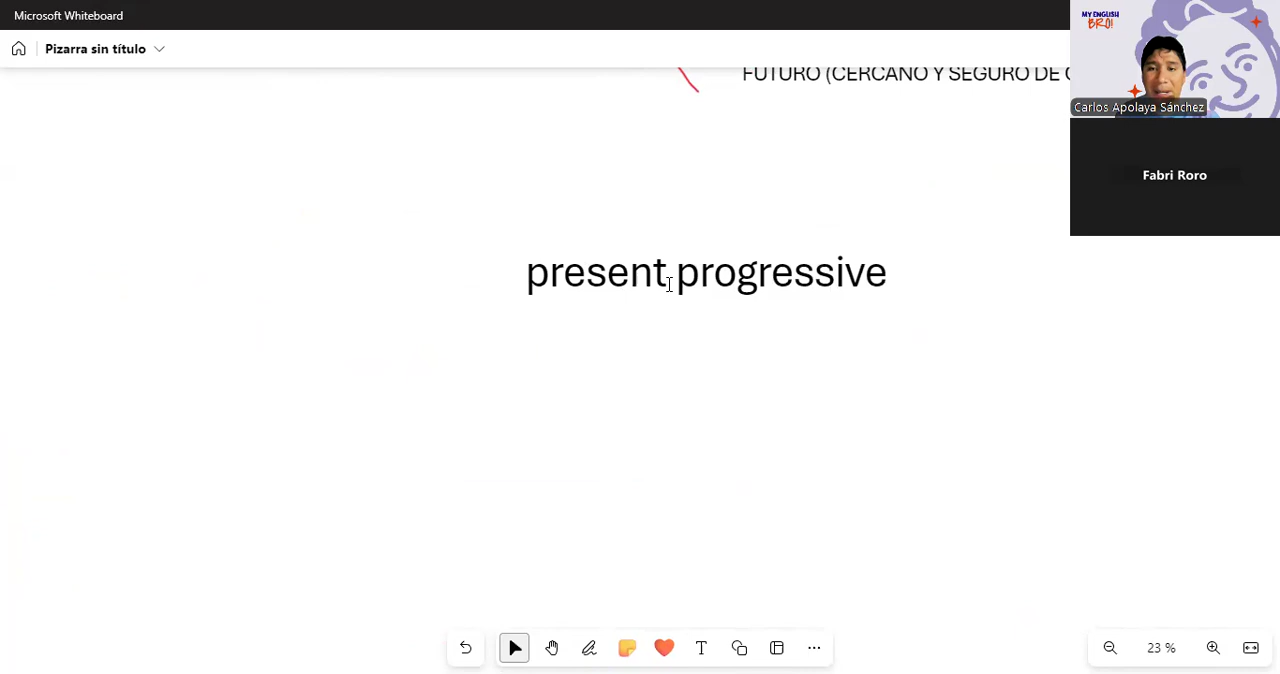 Microsoft Whiteboard
Pizarra sin título
MY ENGLISH
BRO!
Carlos Apolaya Sánchez
Fabri Roro
FUTURO (CERCANO Y SEGURO DE
present progressive
T
23 %